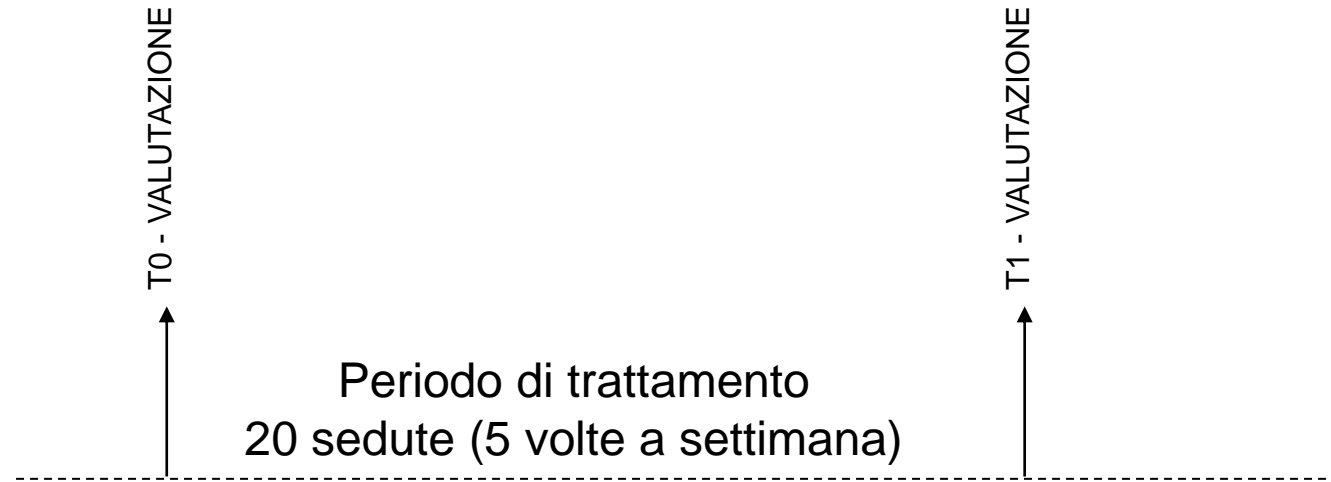 T0 - VALUTAZIONE
T1 - VALUTAZIONE
Periodo di trattamento
20 sedute (5 volte a settimana)